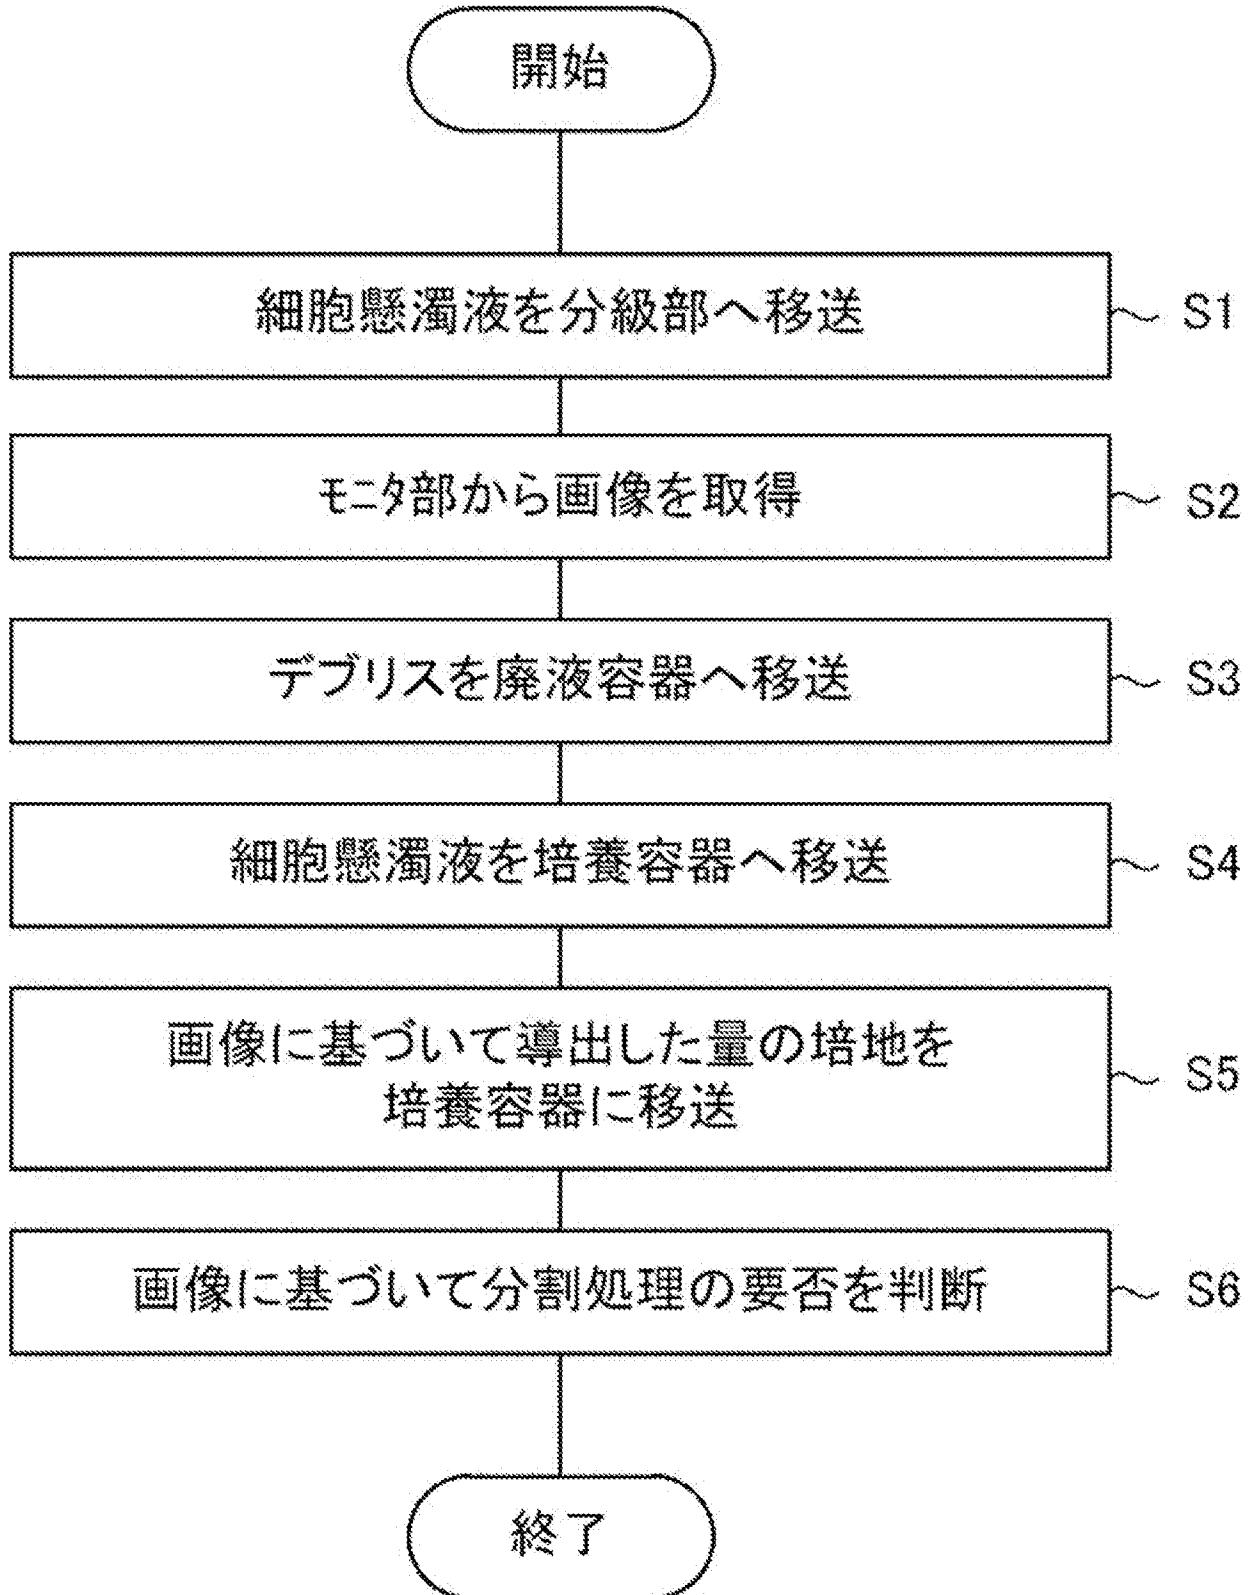 開始
細胞懸濁液を分級部へ移送
S1
モニタ部から画像を取得
S2
デブリスを廃液容器へ移送
S3
細胞懸濁液を培養容器へ移送
S4
画像に基づいて導出した量の培地を
培養容器に移送
S5
画像に基づいて分割処理の要否を判断
S6
終了